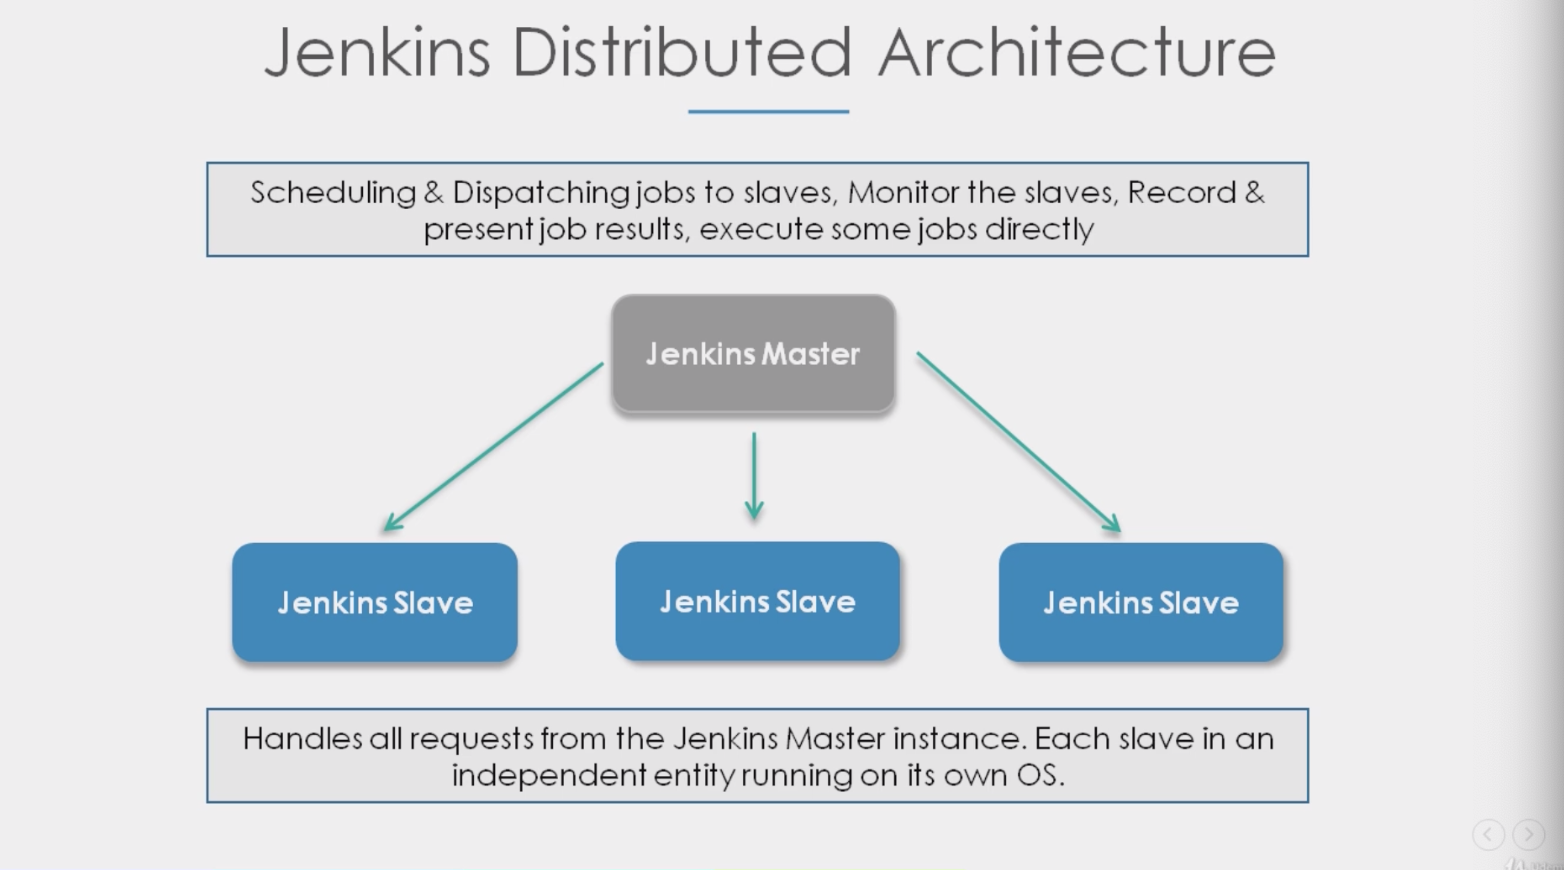 Jenkins Distributed Architecture
Scheduling & Dispatching jobs to slaves, Monitor the slaves, Record &
present job results, execute some jobs directly
Jenkins Master
Jenkins Slave
Jenkins Slave
Jenkins Slave
Handles all requests from the Jenkins Master instance. Each slave in an
independent entity running on its own OS.